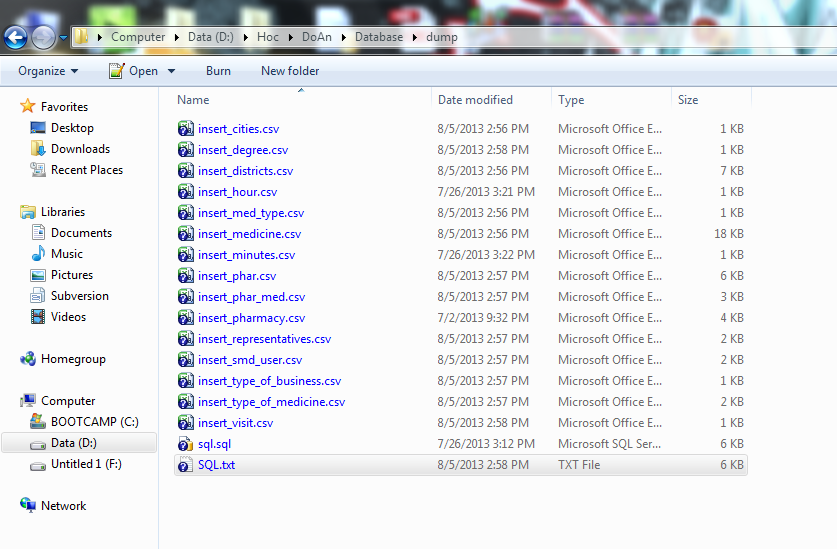 Computer Data (D:) Hoc DoAn Database dump
Organize Open Burn New folder
Name Date modified Type Size
Favorites
Desktop
Downloads
Recent Places
Libraries
Documents
Music
Pictures
Subversion
Videos
Homegroup
Computer
BOOTCAMP (C:)
Data (D:)
Untitled 1 (F:)
Network
insert_cities.csv 8/5/2013 2:56 PM Microsoft Office E... 1 KB
insert_degree.csv 8/5/2013 2:58 PM Microsoft Office E... 1 KB
insert_districts.csv 8/5/2013 2:56 PM Microsoft Office E... 7 KB
insert_hour.csv 7/26/2013 3:21 PM Microsoft Office E... 1 KB
insert_med_type.csv 8/5/2013 2:56 PM Microsoft Office E... 1 KB
insert_medicine.csv 8/5/2013 2:56 PM Microsoft Office E... 18 KB
insert_minutes.csv 7/26/2013 3:22 PM Microsoft Office E... 1 KB
insert_phar.csv 8/5/2013 2:57 PM Microsoft Office E... 6 KB
insert_phar_med.csv 8/5/2013 2:57 PM Microsoft Office E... 3 KB
insert_pharmacy.csv 7/2/2013 9:32 PM Microsoft Office E... 4 KB
insert_representatives.csv 8/5/2013 2:57 PM Microsoft Office E... 2 KB
insert_smd_user.csv 8/5/2013 2:57 PM Microsoft Office E... 2 KB
insert_type_of_business.csv 8/5/2013 2:57 PM Microsoft Office E... 1 KB
insert_type_of_medicine.csv 8/5/2013 2:57 PM Microsoft Office E... 2 KB
insert_visit.csv 8/5/2013 2:58 PM Microsoft Office E... 1 KB
sql.sql 7/26/2013 3:12 PM Microsoft SQL Ser... 6 KB
SQL.txt 8/5/2013 2:58 PM TXT File 6 KB